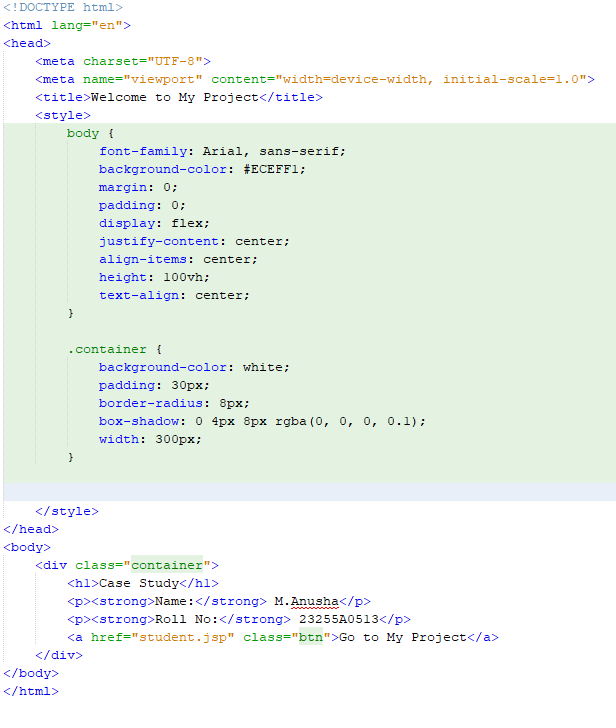 <!DOCTYPE html>
<html lang="en">
<head>
    <meta charset="UTF-8">
    <meta name="viewport" content="width=device-width, initial-scale=1.0">
    <title>Welcome to My Project</title>
    <style>
        body {
            font-family: Arial, sans-serif;
            background-color: #ECEFF1;
            margin: 0;
            padding: 0;
            display: flex;
            justify-content: center;
            align-items: center;
            height: 100vh;
            text-align: center;
        }

        .container {
            background-color: white;
            padding: 30px;
            border-radius: 8px;
            box-shadow: 0 4px 8px rgba(0, 0, 0, 0.1);
            width: 300px;
        }

    </style>
</head>
<body>
    <div class="container">
        <h1>Case Study</h1>
        <p><strong>Name:</strong> M.Anusha</p>
        <p><strong>Roll No:</strong> 23255A0513</p>
        <a href="student.jsp" class="btn">Go to My Project</a>
    </div>
</body>
</html>